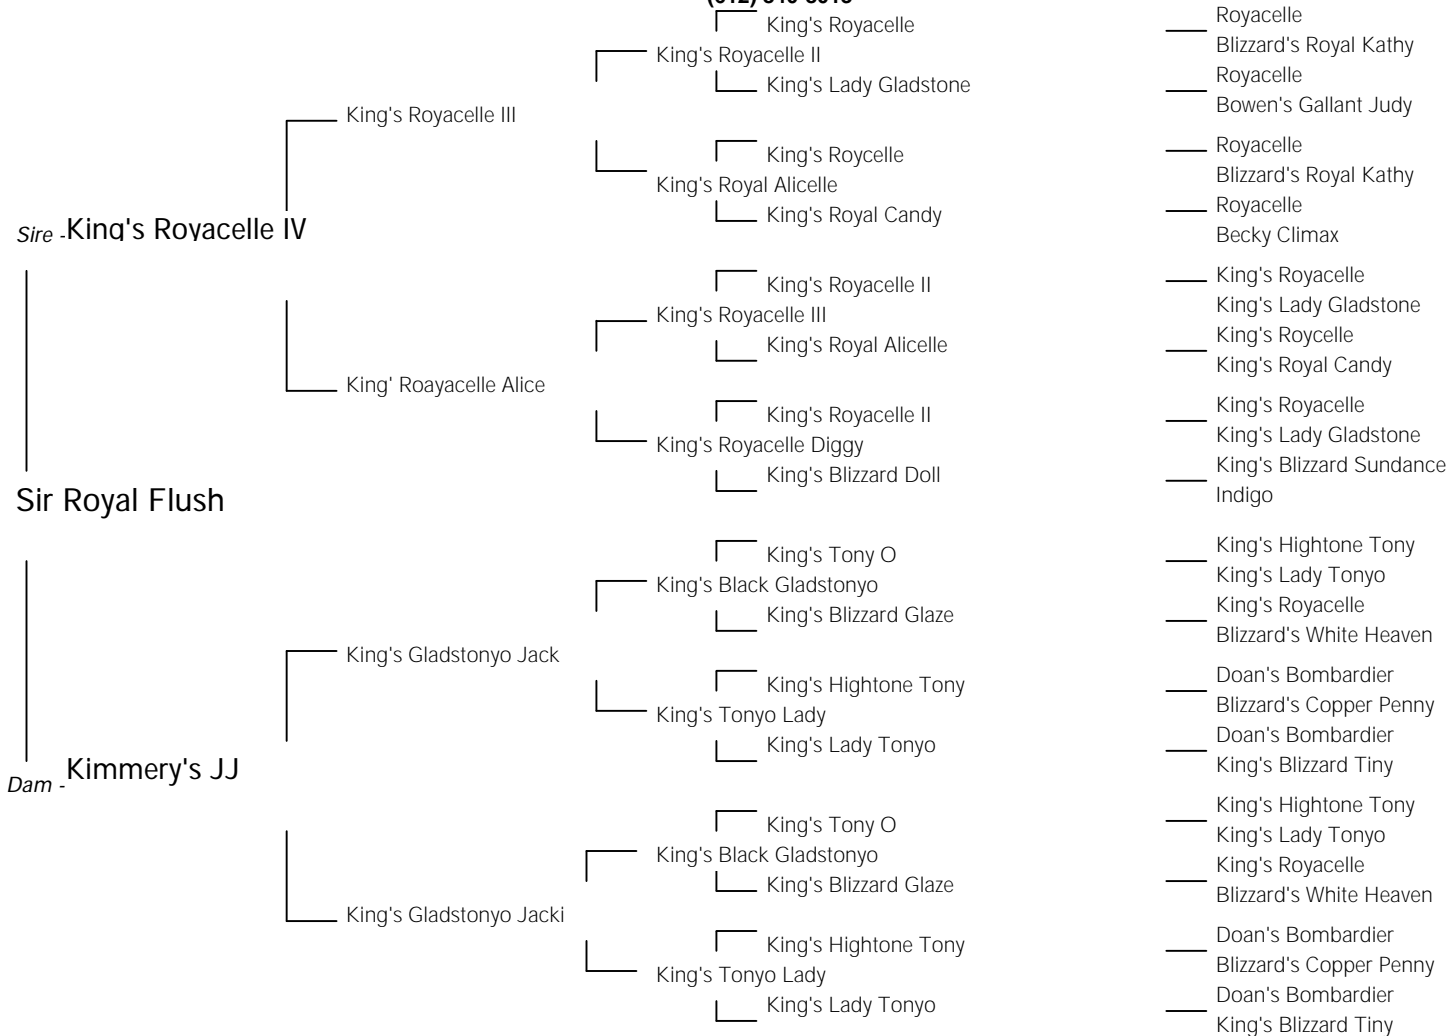 King's Royacelle
Royacelle
Blizzard's Royal Kathy
King's Royacelle II
Royacelle
King's Lady Gladstone
Bowen's Gallant Judy
King's Royacelle III
Royacelle
King's Roycelle
Blizzard's Royal Kathy
King's Royal Alicelle
Royacelle
King's Royal Candy
Becky Climax
Sire -King's Royacelle IV
King's Royacelle
King's Royacelle II
King's Lady Gladstone
King's Royacelle III
King's Roycelle
King's Royal Alicelle
King's Royal Candy
King' Roayacelle Alice
King's Royacelle
King's Royacelle II
King's Lady Gladstone
King's Royacelle Diggy
King's Blizzard Sundance
King's Blizzard Doll
Indigo
Sir Royal Flush
King's Hightone Tony
King's Tony O
King's Lady Tonyo
King's Black Gladstonyo
King's Royacelle
King's Blizzard Glaze
Blizzard's White Heaven
King's Gladstonyo Jack
Doan's Bombardier
King's Hightone Tony
Blizzard's Copper Penny
King's Tonyo Lady
Doan's Bombardier
King's Lady Tonyo
King's Blizzard Tiny
Dam -Kimmery's JJ
King's Hightone Tony
King's Tony O
King's Lady Tonyo
King's Black Gladstonyo
King's Royacelle
King's Blizzard Glaze
Blizzard's White Heaven
King's Gladstonyo Jacki
Doan's Bombardier
King's Hightone Tony
Blizzard's Copper Penny
King's Tonyo Lady
Doan's Bombardier
King's Lady Tonyo
King's Blizzard Tiny